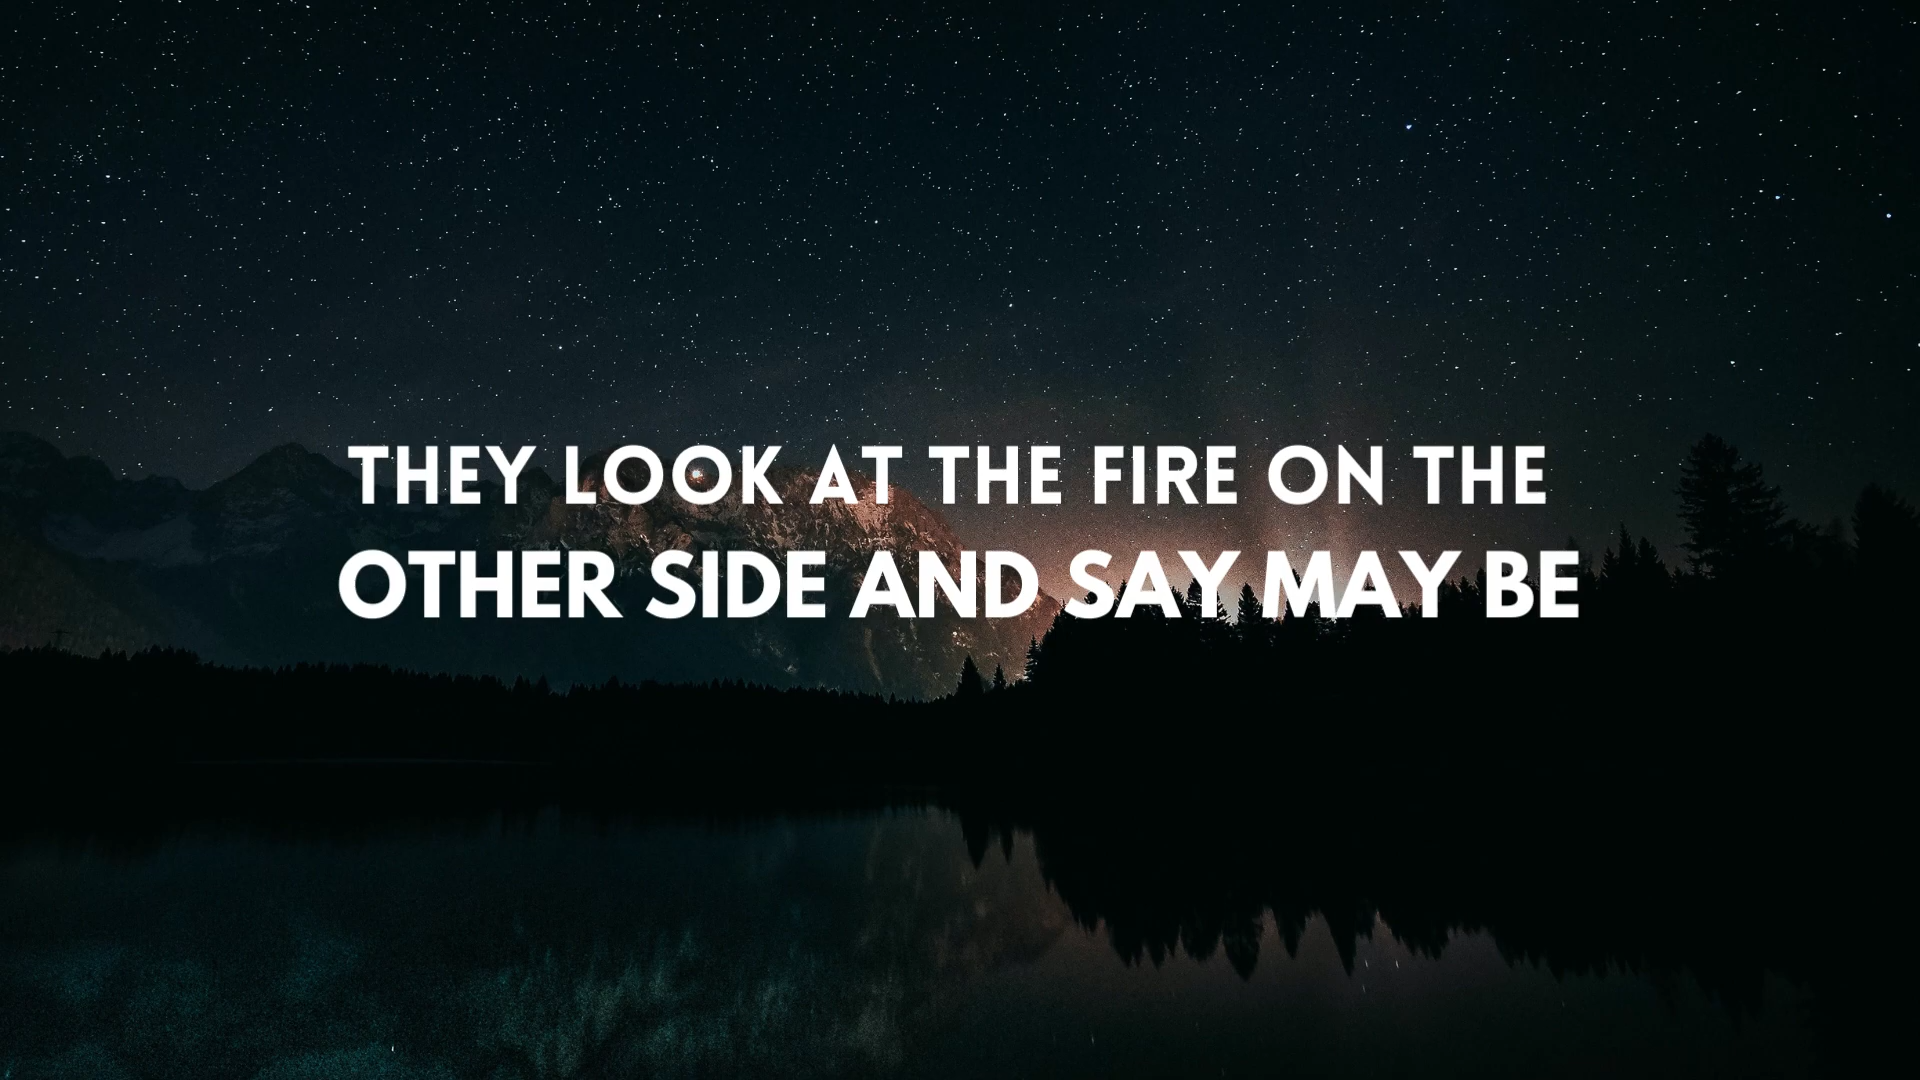 THEY LOOK AT THE FIRE ON THE
OTHER SIDE AND SAY MAY BE